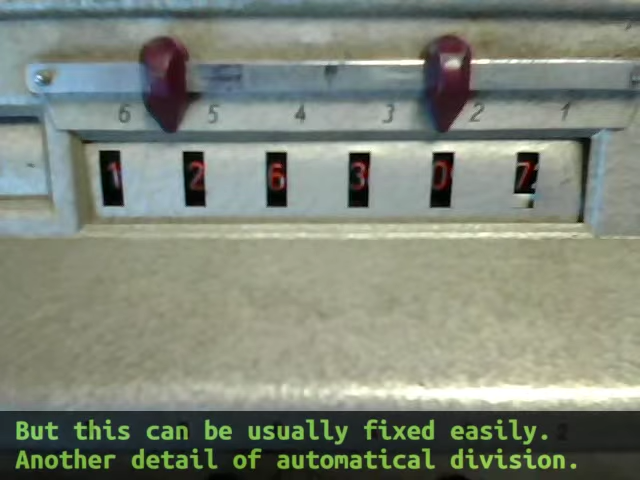 6 5 4 3 2 1
1 2 6 3 0 7
But this can be usually fixed easily.
Another detail of automatical division.